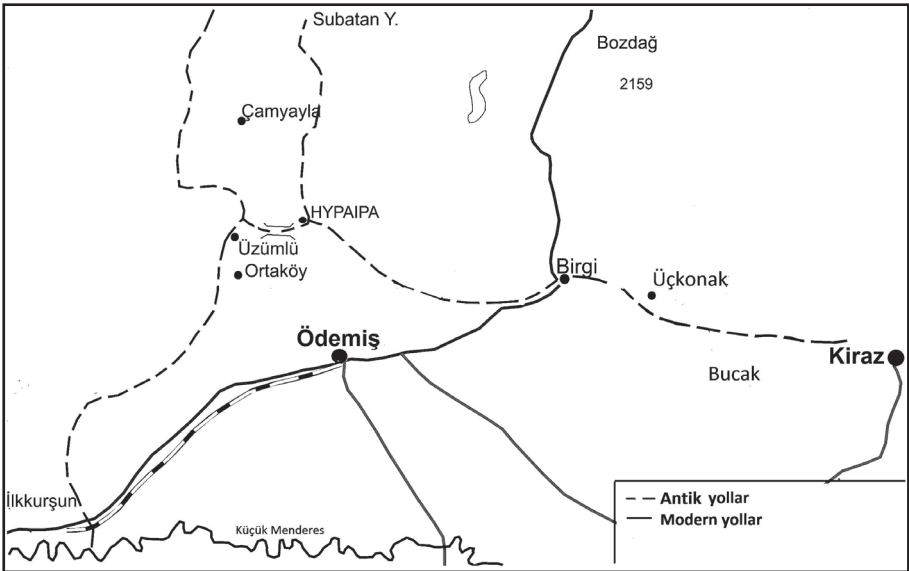 Subatan Y.
Bozdağ
2159
Çamyayla
HYPAIPA
Üzümlü
Ortaköy
Birgi
Üçkonak
Ödemiş
Kiraz
Bucak
İlkkurşun
Küçük Menderes
Antik yollar
Modern yollar